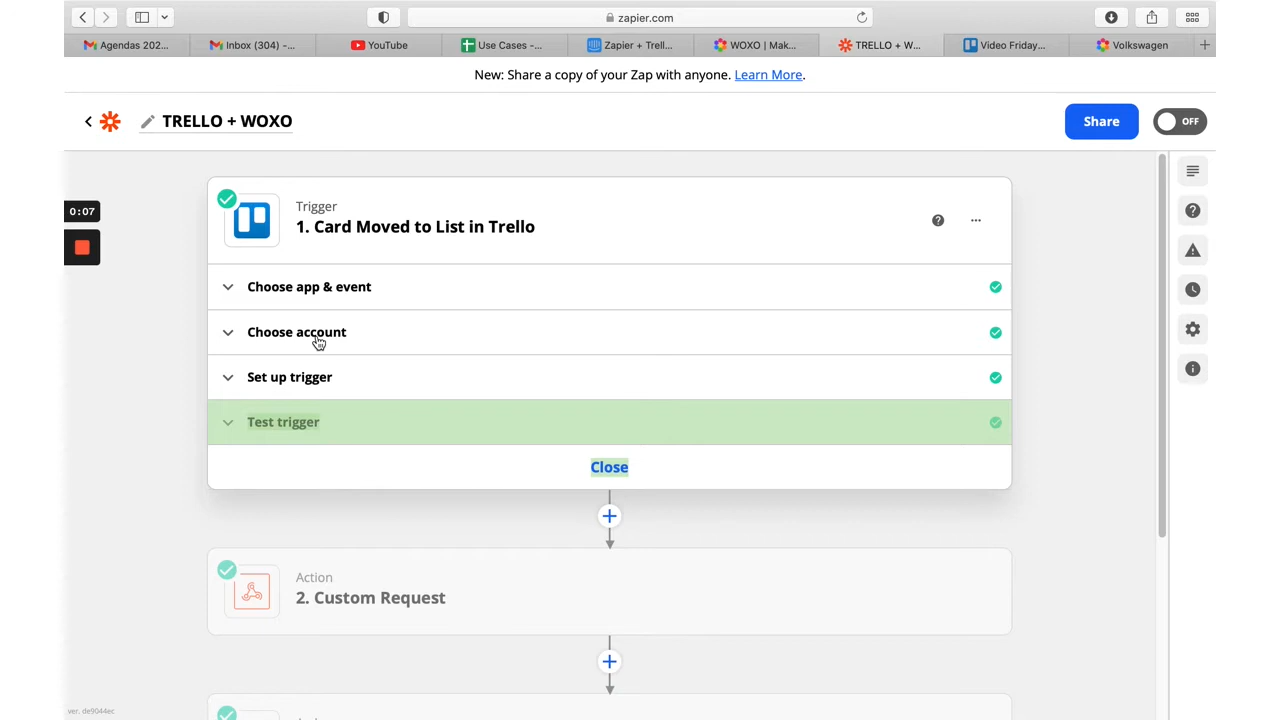 zapier.com
Agendas 202...
Inbox (304) -...
YouTube
Use Cases -...
Zapier + Trell...
WOXO | Mak...
TRELLO + W...
Video Friday...
Volkswagen
New: Share a copy of your Zap with anyone. Learn More.
TRELLO + WOXO
Share
OFF
0:07
Trigger
1. Card Moved to List in Trello
Choose app & event
Choose account
Set up trigger
Test trigger
Close
Action
2. Custom Request
ver. de9044ec